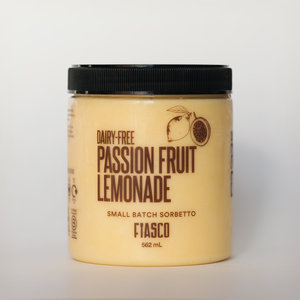 DAIRY-FREE
PASSION FRUIT
LEMONADE
SMALL BATCH SORBETTO
FIASCO
562 mL